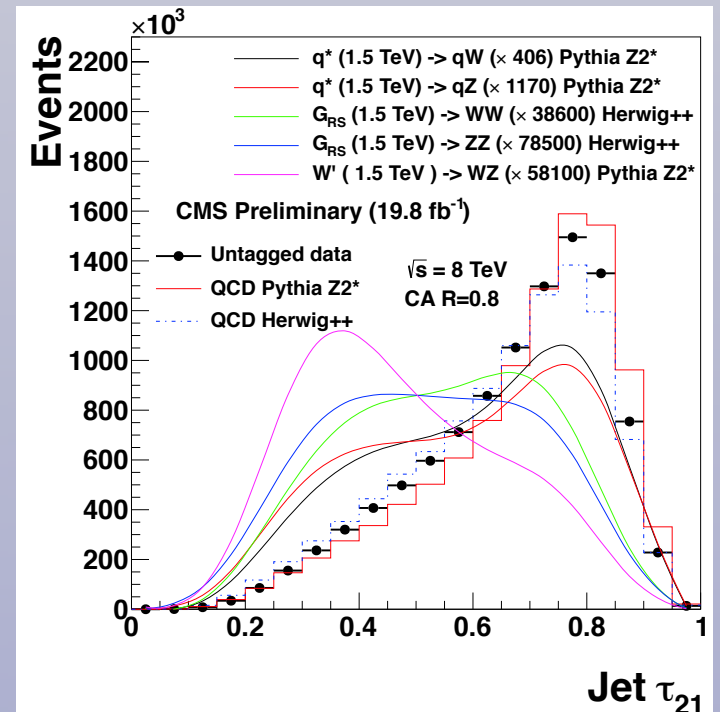 ×10³
Events
2200
2000
1800
1600
1400
1200
1000
800
600
400
200
0
q* (1.5 TeV) -> qW (× 406) Pythia Z2*
q* (1.5 TeV) -> qZ (× 1170) Pythia Z2*
G_RS (1.5 TeV) -> WW (× 38600) Herwig++
G_RS (1.5 TeV) -> ZZ (× 78500) Herwig++
W' ( 1.5 TeV ) -> WZ (× 58100) Pythia Z2*
CMS Preliminary (19.8 fb⁻¹)
Untagged data
QCD Pythia Z2*
QCD Herwig++
√s = 8 TeV
CA R=0.8
0 0.2 0.4 0.6 0.8 1
Jet τ₂₁